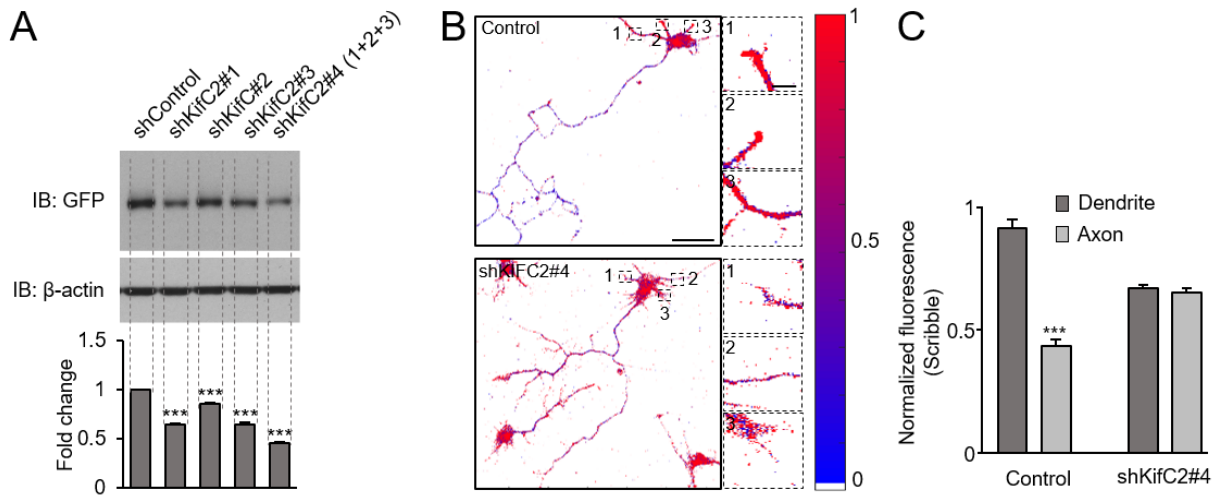 A
shControl
shKifC2#1
shKifC#2
shKifC2#3
shKifC2#4 (1+2+3)
IB: GFP
IB: β-actin
Fold change
1.5
1
0.5
0
***
***
***
***
B
Control
1
2
3
1
2
3
shKIFC2#4
1
2
3
1
2
3
1
0.5
0
C
Normalized fluorescence
(Scribble)
1
0.5
0
Dendrite
Axon
***
Control
shKifC2#4